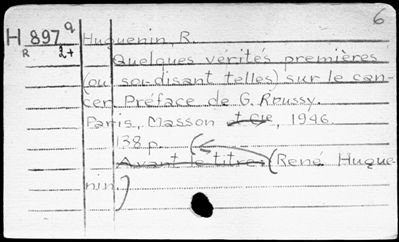 6
H 897 q Huguenin, R.
R 2+
Quelques vérités premières
(ou soi-disant telles) sur le can-
cer. Préface de G. Roussy.
Paris, Masson et Cie, 1946.
138 p.
Avant le titre: (René Hugue-
nin.)